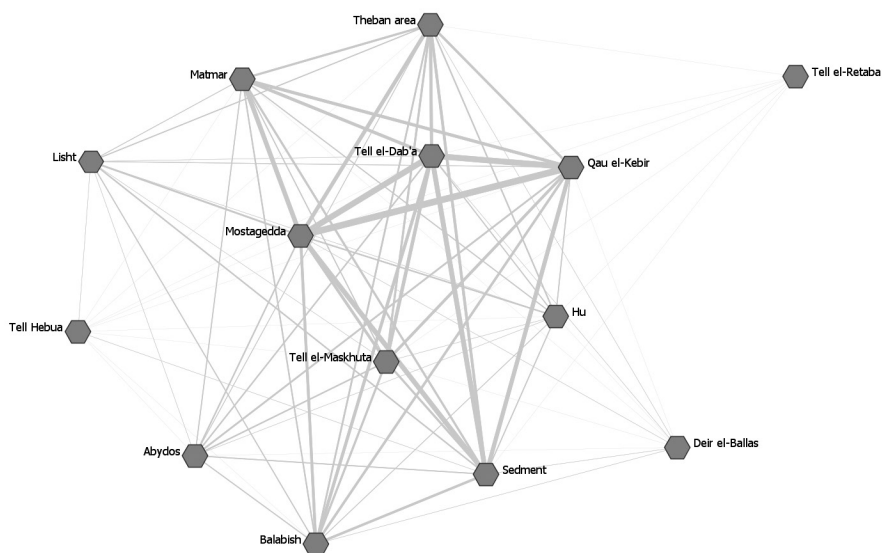 Theban area
Matmar
Tell el-Retaba
Lisht
Tell el-Dab'a
Qau el-Kebir
Mostagedda
Hu
Tell Hebua
Tell el-Maskhuta
Deir el-Ballas
Abydos
Sedment
Balabish